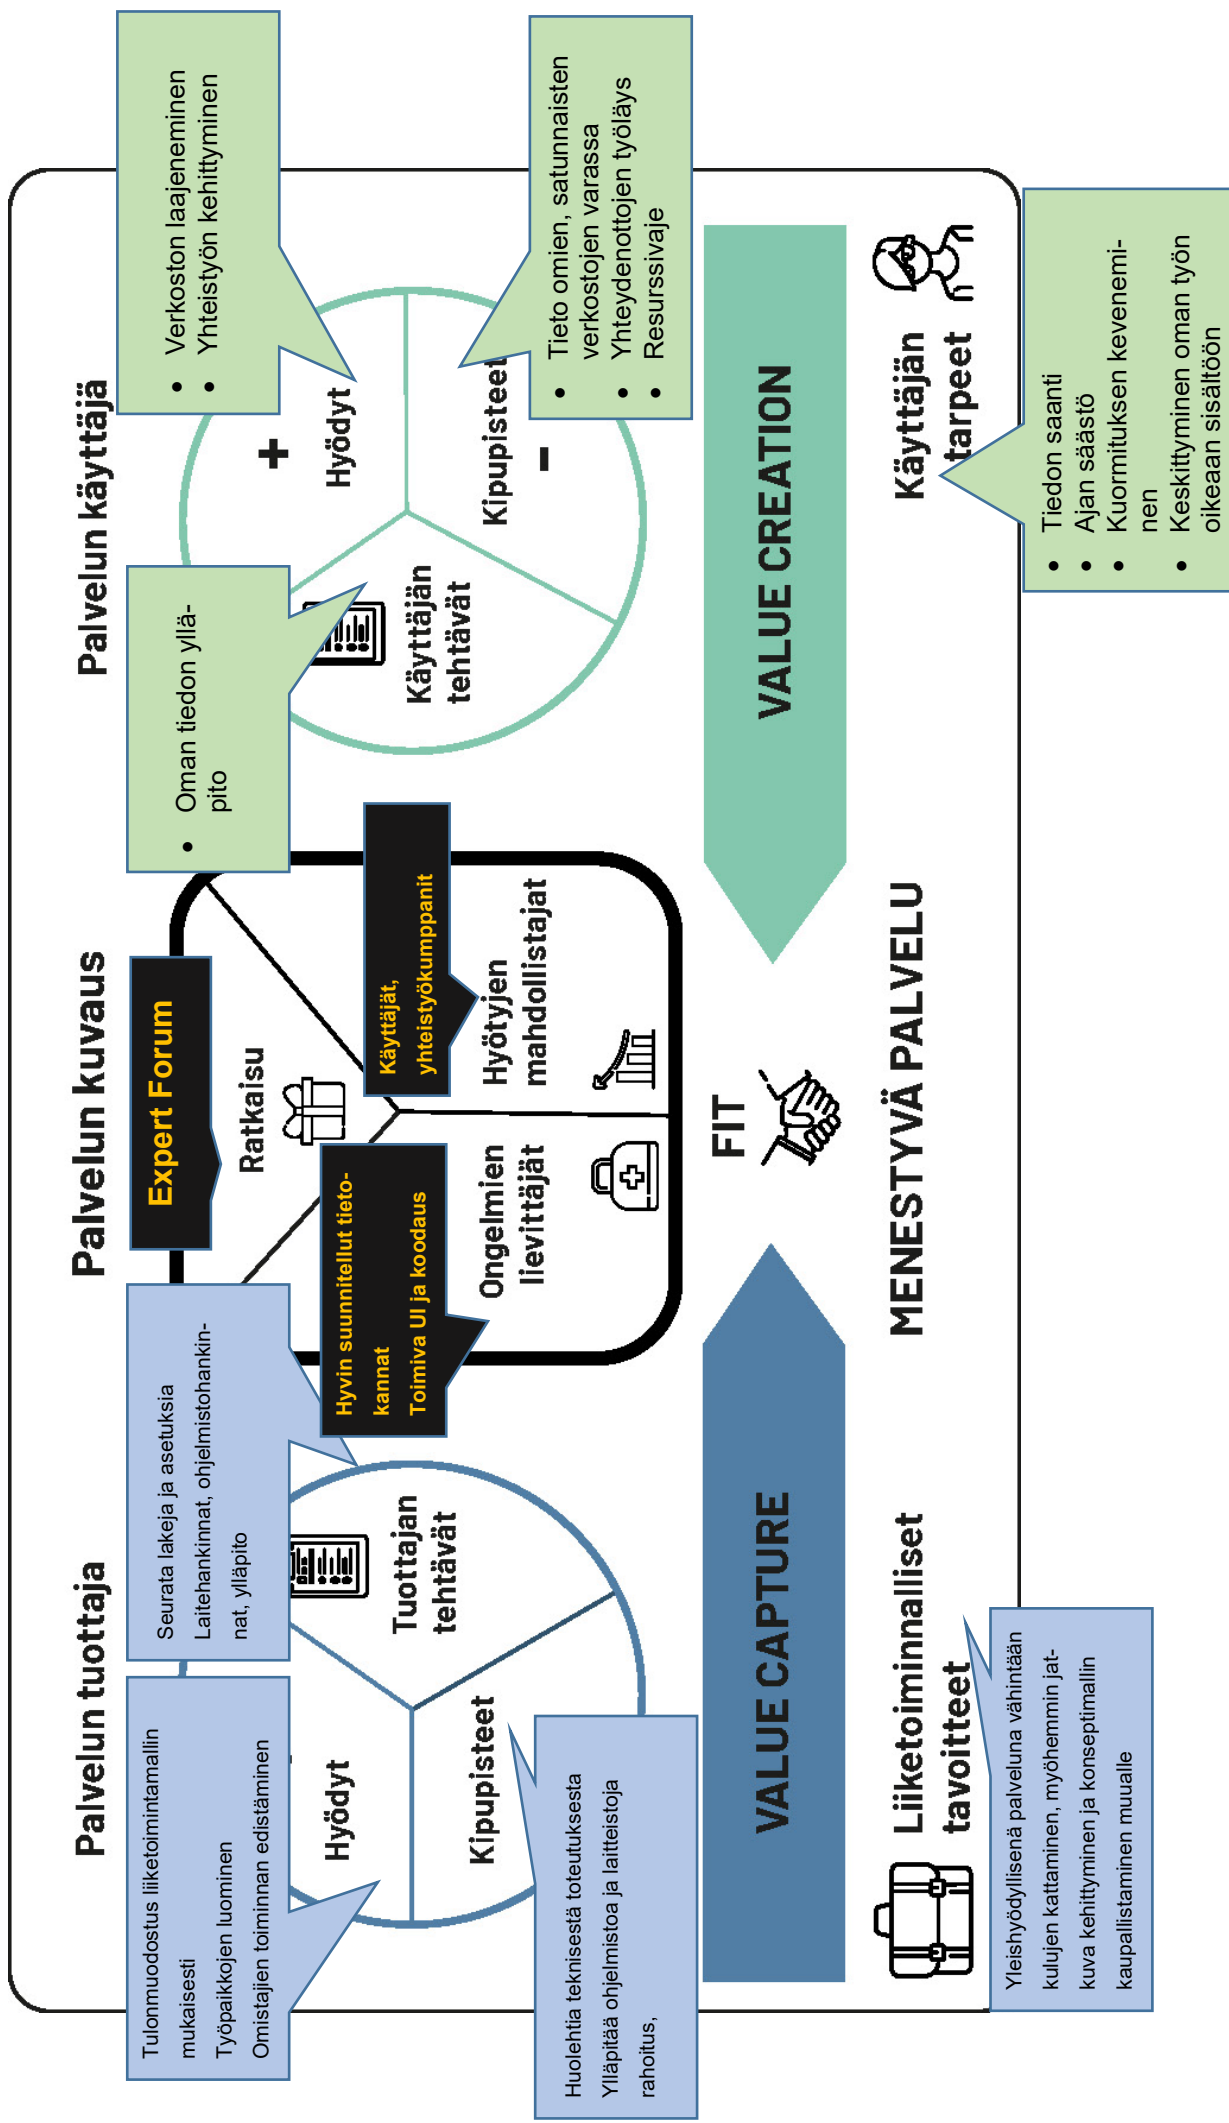 Palvelun tuottaja
Tulonmuodostus liiketoimintamallin
mukaisesti
Työpaikkojen luominen
Omistajien toiminnan edistäminen
Seurata lakeja ja asetuksia
Laitehankinnat, ohjelmistohankin-
nat, ylläpito
Hyödyt
Tuottajan
tehtävät
Kipupisteet
Huolehtia teknisestä toteutuksesta
Ylläpitää ohjelmistoa ja laitteistoja
rahoitus,
Palvelun kuvaus
Expert Forum
Ratkaisu
Hyvin suunnitellut tieto-
kannat
Toimiva UI ja koodaus
Käyttäjät,
yhteistyökumppanit
Ongelmien
lievittäjät
Hyötyjen
mahdollistajat
Palvelun käyttäjä
• Oman tiedon yllä-
pito
• Verkoston laajeneminen
• Yhteistyön kehittyminen
+
Hyödyt
Käyttäjän
tehtävät
Kipupisteet
-
• Tieto omien, satunnaisten
verkostojen varassa
• Yhteydenottojen työläys
• Resurssivaje
VALUE CAPTURE
FIT
VALUE CREATION
Liiketoiminnalliset
tavoitteet
MENESTYVÄ PALVELU
Käyttäjän
tarpeet
Yleishyödyllisenä palveluna vähintään
kulujen kattaminen, myöhemmin jat-
kuva kehittyminen ja konseptimallin
kaupallistaminen muualle
• Tiedon saanti
• Ajan säästö
• Kuormituksen kevenemi-
nen
• Keskittyminen oman työn
oikeaan sisältöön